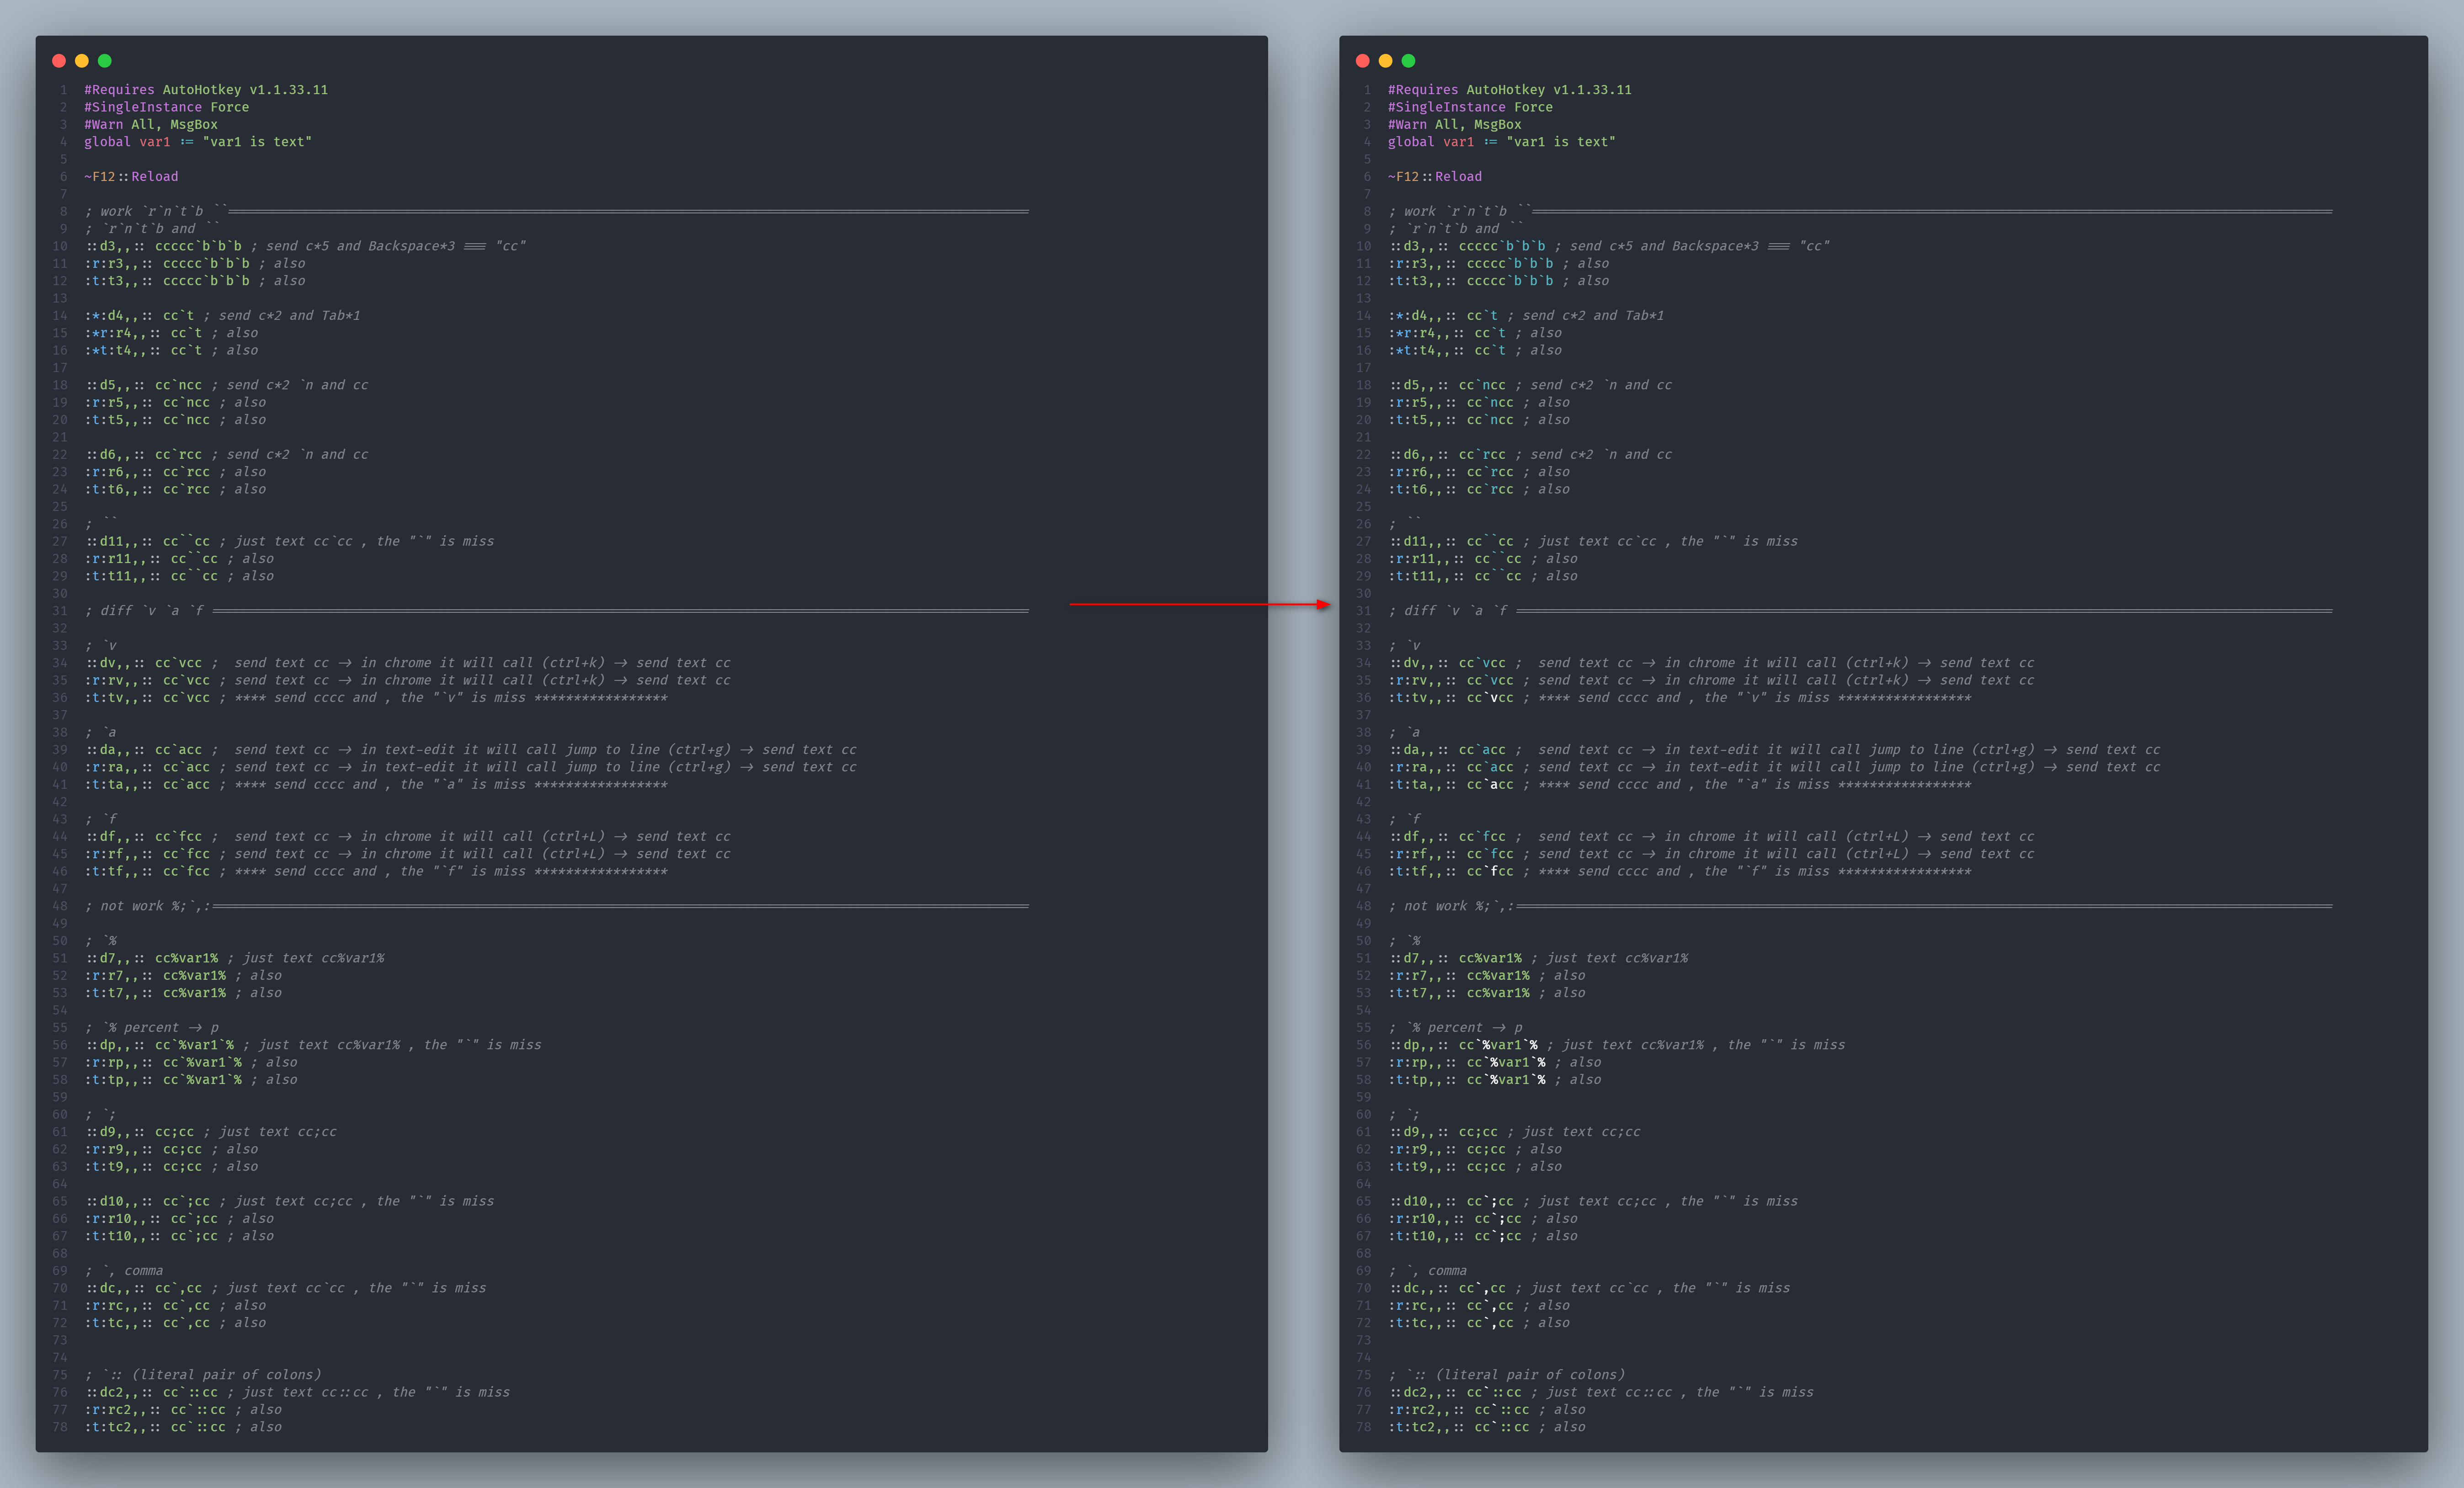 1 #Requires AutoHotkey v1.1.33.11
2 #SingleInstance Force
3 #Warn All, MsgBox
4 global var1 := "var1 is text"
5
6 ~F12::Reload
7
8 ; work `r`n`t`b ``======================================================================================================
9 ; `r`n`t`b and ``
10 ::d3,,:: ccccc`b`b`b ; send c*5 and Backspace*3 === "cc"
11 :r:r3,,:: ccccc`b`b`b ; also
12 :t:t3,,:: ccccc`b`b`b ; also
13
14 :*:d4,,:: cc`t ; send c*2 and Tab*1
15 :*r:r4,,:: cc`t ; also
16 :*t:t4,,:: cc`t ; also
17
18 ::d5,,:: cc`ncc ; send c*2 `n and cc
19 :r:r5,,:: cc`ncc ; also
20 :t:t5,,:: cc`ncc ; also
21
22 ::d6,,:: cc`rcc ; send c*2 `n and cc
23 :r:r6,,:: cc`rcc ; also
24 :t:t6,,:: cc`rcc ; also
25
26 ; ``
27 ::d11,,:: cc``cc ; just text cc`cc , the "`" is miss
28 :r:r11,,:: cc``cc ; also
29 :t:t11,,:: cc``cc ; also
30
31 ; diff `v `a `f ========================================================================================================
32
33 ; `v
34 ::dv,,:: cc`vcc ;  send text cc -> in chrome it will call (ctrl+k) -> send text cc
35 :r:rv,,:: cc`vcc ; send text cc -> in chrome it will call (ctrl+k) -> send text cc
36 :t:tv,,:: cc`vcc ; **** send cccc and , the "`v" is miss *****************
37
38 ; `a
39 ::da,,:: cc`acc ;  send text cc -> in text-edit it will call jump to line (ctrl+g) -> send text cc
40 :r:ra,,:: cc`acc ; send text cc -> in text-edit it will call jump to line (ctrl+g) -> send text cc
41 :t:ta,,:: cc`acc ; **** send cccc and , the "`a" is miss *****************
42
43 ; `f
44 ::df,,:: cc`fcc ;  send text cc -> in chrome it will call (ctrl+L) -> send text cc
45 :r:rf,,:: cc`fcc ; send text cc -> in chrome it will call (ctrl+L) -> send text cc
46 :t:tf,,:: cc`fcc ; **** send cccc and , the "`f" is miss *****************
47
48 ; not work %;`,:========================================================================================================
49
50 ; `%
51 ::d7,,:: cc%var1% ; just text cc%var1%
52 :r:r7,,:: cc%var1% ; also
53 :t:t7,,:: cc%var1% ; also
54
55 ; `% percent -> p
56 ::dp,,:: cc`%var1`% ; just text cc%var1% , the "`" is miss
57 :r:rp,,:: cc`%var1`% ; also
58 :t:tp,,:: cc`%var1`% ; also
59
60 ; `;
61 ::d9,,:: cc;cc ; just text cc;cc
62 :r:r9,,:: cc;cc ; also
63 :t:t9,,:: cc;cc ; also
64
65 ::d10,,:: cc`;cc ; just text cc;cc , the "`" is miss
66 :r:r10,,:: cc`;cc ; also
67 :t:t10,,:: cc`;cc ; also
68
69 ; `, comma
70 ::dc,,:: cc`,cc ; just text cc`cc , the "`" is miss
71 :r:rc,,:: cc`,cc ; also
72 :t:tc,,:: cc`,cc ; also
73
74
75 ; `:: (literal pair of colons)
76 ::dc2,,:: cc`::cc ; just text cc::cc , the "`" is miss
77 :r:rc2,,:: cc`::cc ; also
78 :t:tc2,,:: cc`::cc ; also
1 #Requires AutoHotkey v1.1.33.11
2 #SingleInstance Force
3 #Warn All, MsgBox
4 global var1 := "var1 is text"
5
6 ~F12::Reload
7
8 ; work `r`n`t`b ``======================================================================================================
9 ; `r`n`t`b and ``
10 ::d3,,:: ccccc`b`b`b ; send c*5 and Backspace*3 === "cc"
11 :r:r3,,:: ccccc`b`b`b ; also
12 :t:t3,,:: ccccc`b`b`b ; also
13
14 :*:d4,,:: cc`t ; send c*2 and Tab*1
15 :*r:r4,,:: cc`t ; also
16 :*t:t4,,:: cc`t ; also
17
18 ::d5,,:: cc`ncc ; send c*2 `n and cc
19 :r:r5,,:: cc`ncc ; also
20 :t:t5,,:: cc`ncc ; also
21
22 ::d6,,:: cc`rcc ; send c*2 `n and cc
23 :r:r6,,:: cc`rcc ; also
24 :t:t6,,:: cc`rcc ; also
25
26 ; ``
27 ::d11,,:: cc``cc ; just text cc`cc , the "`" is miss
28 :r:r11,,:: cc``cc ; also
29 :t:t11,,:: cc``cc ; also
30
31 ; diff `v `a `f ========================================================================================================
32
33 ; `v
34 ::dv,,:: cc`vcc ;  send text cc -> in chrome it will call (ctrl+k) -> send text cc
35 :r:rv,,:: cc`vcc ; send text cc -> in chrome it will call (ctrl+k) -> send text cc
36 :t:tv,,:: cc`vcc ; **** send cccc and , the "`v" is miss *****************
37
38 ; `a
39 ::da,,:: cc`acc ;  send text cc -> in text-edit it will call jump to line (ctrl+g) -> send text cc
40 :r:ra,,:: cc`acc ; send text cc -> in text-edit it will call jump to line (ctrl+g) -> send text cc
41 :t:ta,,:: cc`acc ; **** send cccc and , the "`a" is miss *****************
42
43 ; `f
44 ::df,,:: cc`fcc ;  send text cc -> in chrome it will call (ctrl+L) -> send text cc
45 :r:rf,,:: cc`fcc ; send text cc -> in chrome it will call (ctrl+L) -> send text cc
46 :t:tf,,:: cc`fcc ; **** send cccc and , the "`f" is miss *****************
47
48 ; not work %;`,:========================================================================================================
49
50 ; `%
51 ::d7,,:: cc%var1% ; just text cc%var1%
52 :r:r7,,:: cc%var1% ; also
53 :t:t7,,:: cc%var1% ; also
54
55 ; `% percent -> p
56 ::dp,,:: cc`%var1`% ; just text cc%var1% , the "`" is miss
57 :r:rp,,:: cc`%var1`% ; also
58 :t:tp,,:: cc`%var1`% ; also
59
60 ; `;
61 ::d9,,:: cc;cc ; just text cc;cc
62 :r:r9,,:: cc;cc ; also
63 :t:t9,,:: cc;cc ; also
64
65 ::d10,,:: cc`;cc ; just text cc;cc , the "`" is miss
66 :r:r10,,:: cc`;cc ; also
67 :t:t10,,:: cc`;cc ; also
68
69 ; `, comma
70 ::dc,,:: cc`,cc ; just text cc`cc , the "`" is miss
71 :r:rc,,:: cc`,cc ; also
72 :t:tc,,:: cc`,cc ; also
73
74
75 ; `:: (literal pair of colons)
76 ::dc2,,:: cc`::cc ; just text cc::cc , the "`" is miss
77 :r:rc2,,:: cc`::cc ; also
78 :t:tc2,,:: cc`::cc ; also